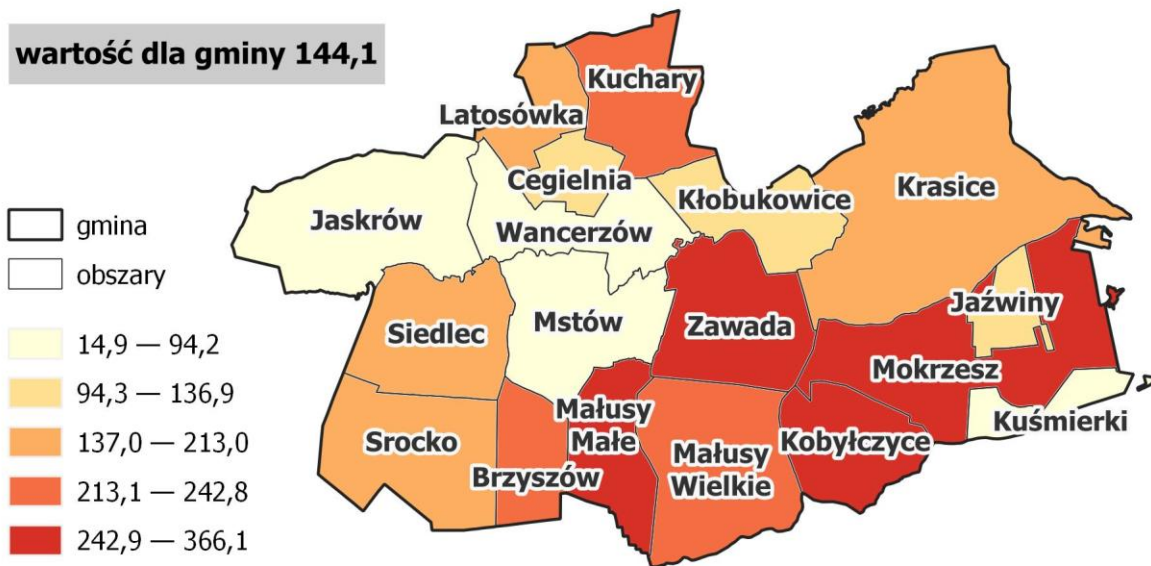 wartość dla gminy 144,1
gmina
obszary
14,9 — 94,2
94,3 — 136,9
137,0 — 213,0
213,1 — 242,8
242,9 — 366,1
Kuchary
Latosówka
Cegielnia
Kłobukowice
Krasice
Jaskrów
Wancerzów
Jaźwiny
Siedlec
Mstów
Zawada
Mokrzesz
Małusy
Małe
Kuśmierki
Srocko
Brzyszów
Małusy
Wielkie
Kobyłczyce